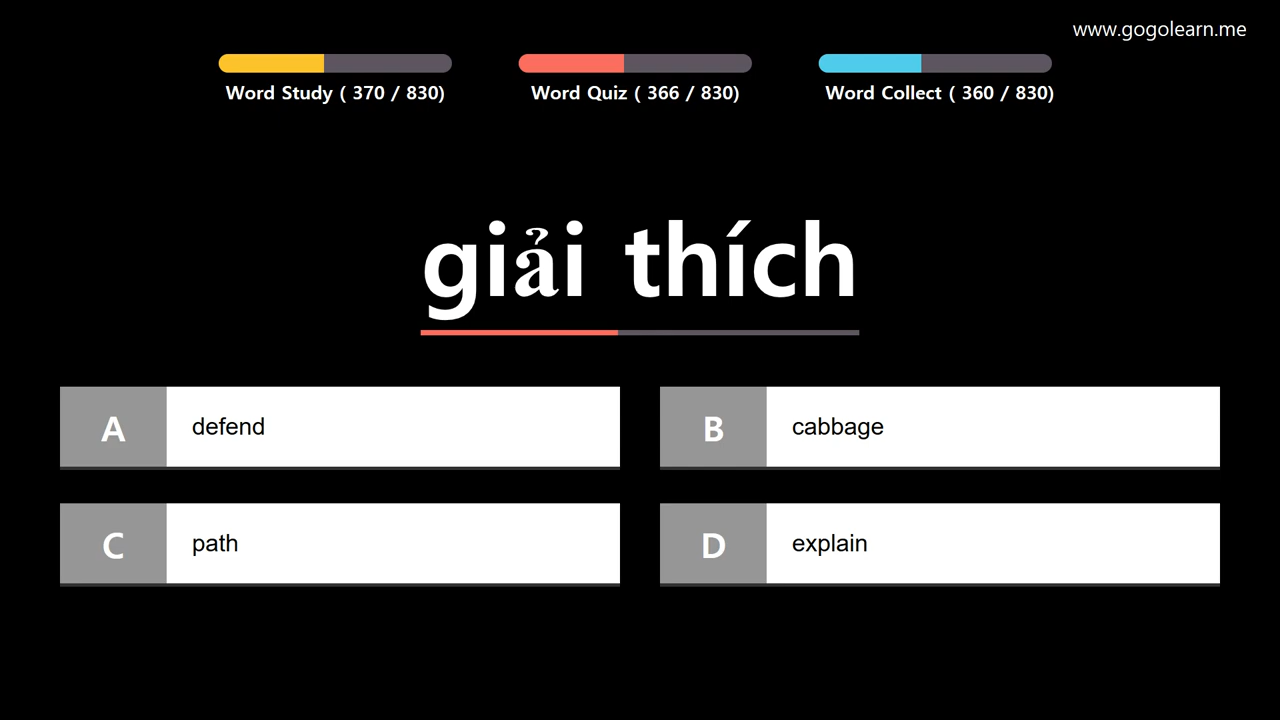 www.gogolearn.me
Word Study ( 370 / 830)
Word Quiz ( 366 / 830)
Word Collect ( 360 / 830)
giải thích
A defend
B cabbage
C path
D explain